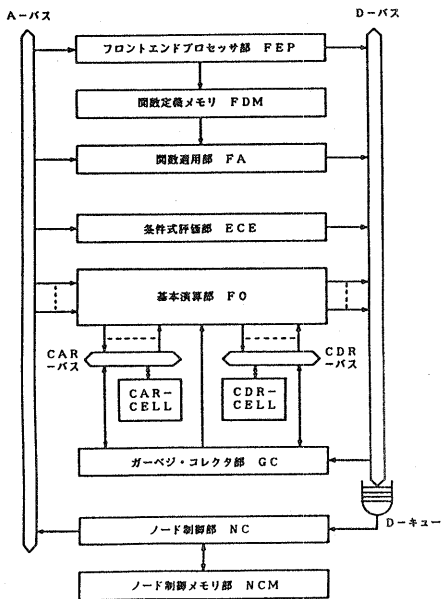 A-バス
D-バス
フロントエンドプロセッサ部 FEP
関数定義メモリ FDM
関数適用部 FA
条件式評価部 ECE
基本演算部 FO
CAR
-バス
CDR
-バス
CAR-
CELL
CDR-
CELL
ガーベジ・コレクタ部 GC
D-キュー
ノード制御部 NC
ノード制御メモリ部 NCM